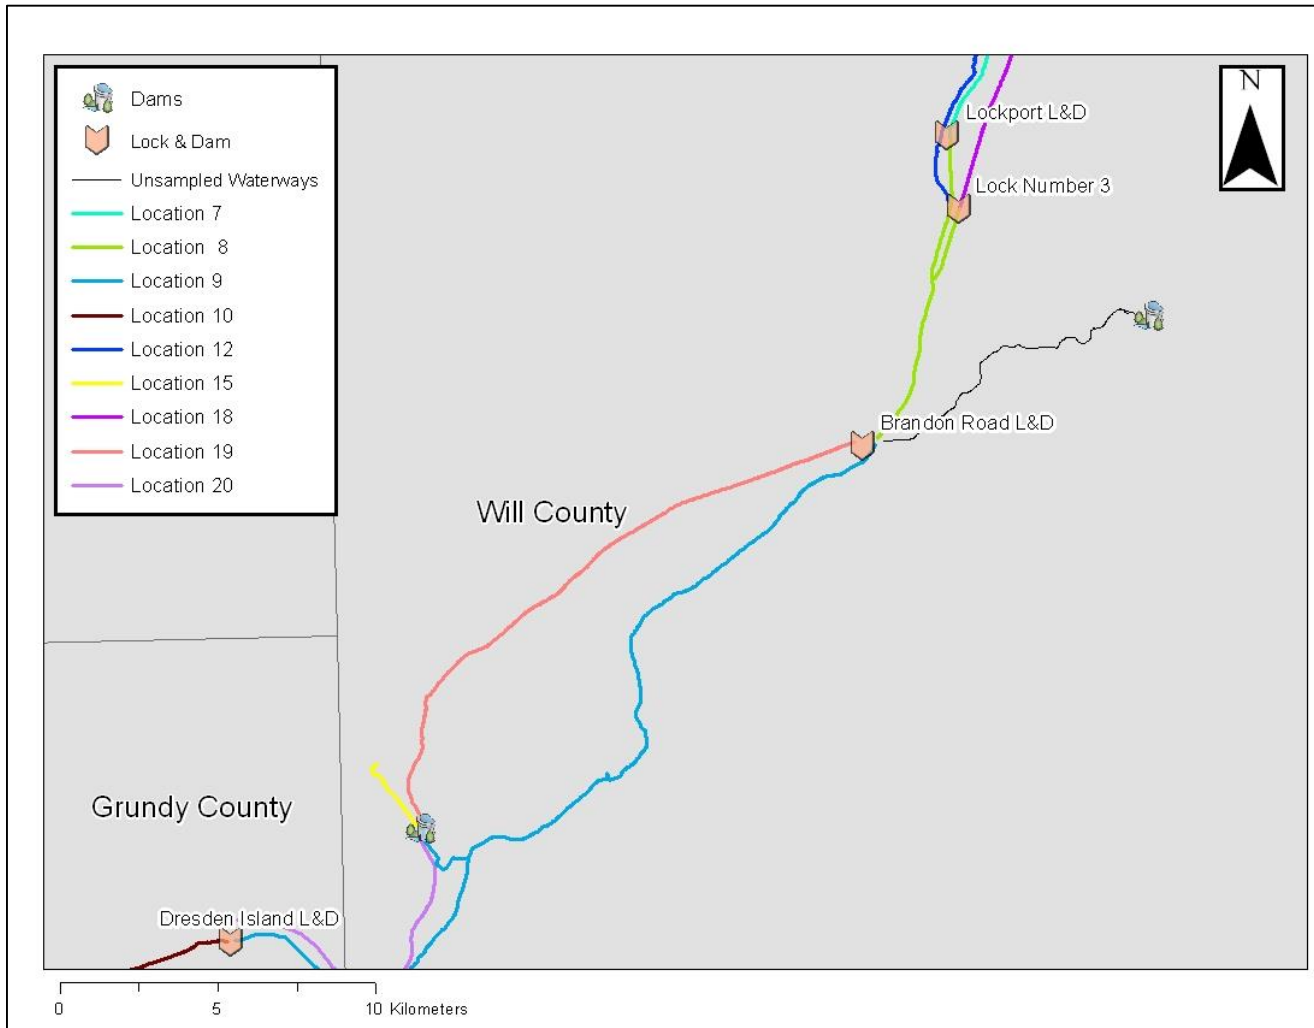 Dams
Lock & Dam
Unsampled Waterways
Location 7
Location 8
Location 9
Location 10
Location 12
Location 15
Location 18
Location 19
Location 20
N
Lockport L&D
Lock Number 3
Brandon Road L&D
Will County
Grundy County
Dresden Island L&D
0 5 10 Kilometers